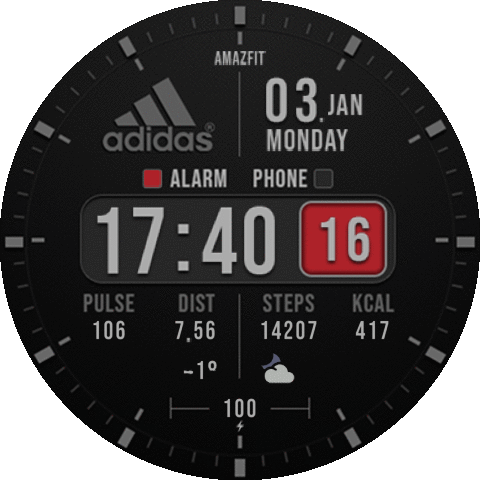 AMAZFIT
adidas®
03.JAN
MONDAY
ALARM PHONE
17:40 16
PULSE DIST STEPS KCAL
106 7.56 14207 417
-1°
100